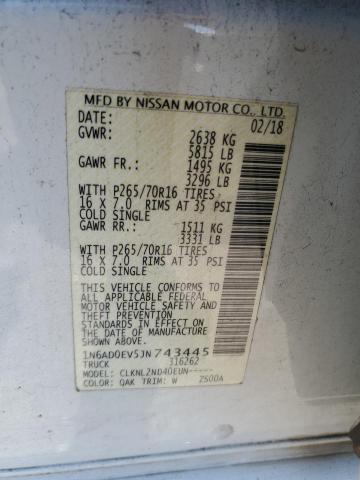 MFD BY NISSAN MOTOR CO., LTD.
DATE: 02/18
GVWR: 2638 KG
5815 LB
GAWR FR.: 1495 KG
3296 LB
WITH P265/70R16 TIRES
16 X 7.0 RIMS AT 35 PSI
COLD SINGLE
GAWR RR.: 1511 KG
3331 LB
WITH P265/70R16 TIRES
16 X 7.0 RIMS AT 35 PSI
COLD SINGLE
THIS VEHICLE CONFORMS TO
ALL APPLICABLE FEDERAL
MOTOR VEHICLE SAFETY AND
THEFT PREVENTION
STANDARDS IN EFFECT ON
THE DATE OF MANUFACTURE
SHOWN ABOVE.
1N6AD0EV5JN743445
TRUCK 316262
MODEL: CLKNL2ND40EUN-----
COLOR: QAK TRIM: W ZS00A